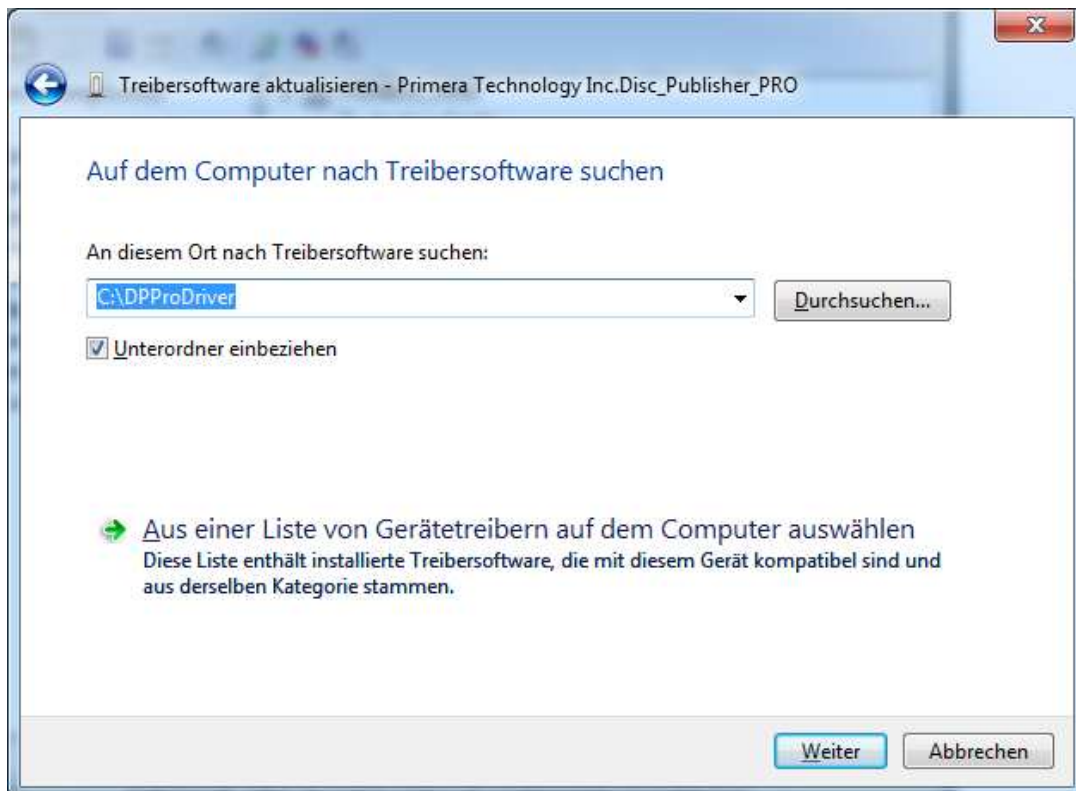 Treibersoftware aktualisieren - Primera Technology Inc.Disc_Publisher_PRO
Auf dem Computer nach Treibersoftware suchen
An diesem Ort nach Treibersoftware suchen:
C:\DPProDriver
Durchsuchen...
Unterordner einbeziehen
Aus einer Liste von Gerätetreibern auf dem Computer auswählen
Diese Liste enthält installierte Treibersoftware, die mit diesem Gerät kompatibel sind und
aus derselben Kategorie stammen.
Weiter
Abbrechen